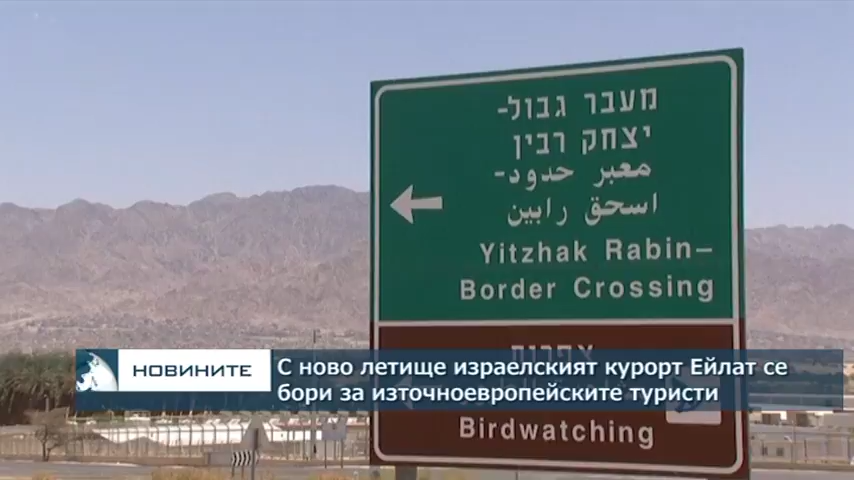 מעבר גבול-
יצחק רבין
معبر حدود-
اسحق رابين
Yitzhak Rabin–
Border Crossing
НОВИНИТЕ
С ново летище израелският курорт Ейлат се
бори за източноевропейските туристи
Birdwatching